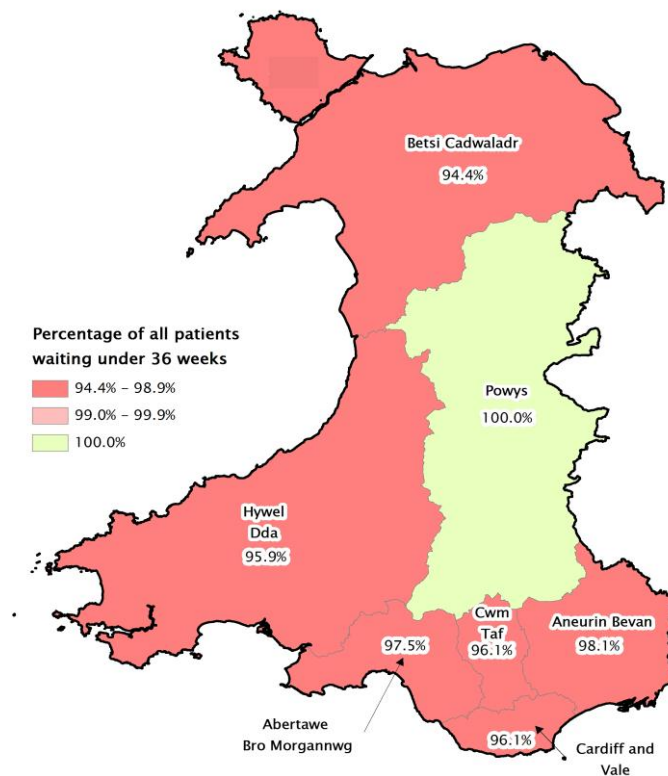 Betsi Cadwaladr
94.4%
Percentage of all patients
waiting under 36 weeks
94.4% - 98.9%
99.0% - 99.9%
100.0%
Powys
100.0%
Hywel
Dda
95.9%
Cwm
Taf
96.1%
Aneurin Bevan
98.1%
97.5%
Abertawe
Bro Morgannwg
96.1%
Cardiff and
Vale